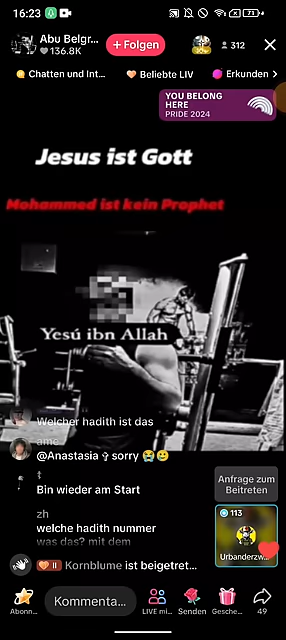 16:23
71
Abu Belgr...
136.8K
+ Folgen
312
Chatten und Int...
Beliebte LIV
Erkunden >
YOU BELONG
HERE
PRIDE 2024
Jesus ist Gott
Mohammed ist kein Prophet
Yesú ibn Allah
Welcher hadith ist das
ame
@Anastasia ✞ sorry 😭🥲
Bin wieder am Start
zh
welche hadith nummer
was das? mit dem
Anfrage zum
Beitreten
113
Urbanderzw...
II Kornblume ist beigetret...
Abonn...
Kommenta...
LIVE mi...
Senden
Gesche...
49